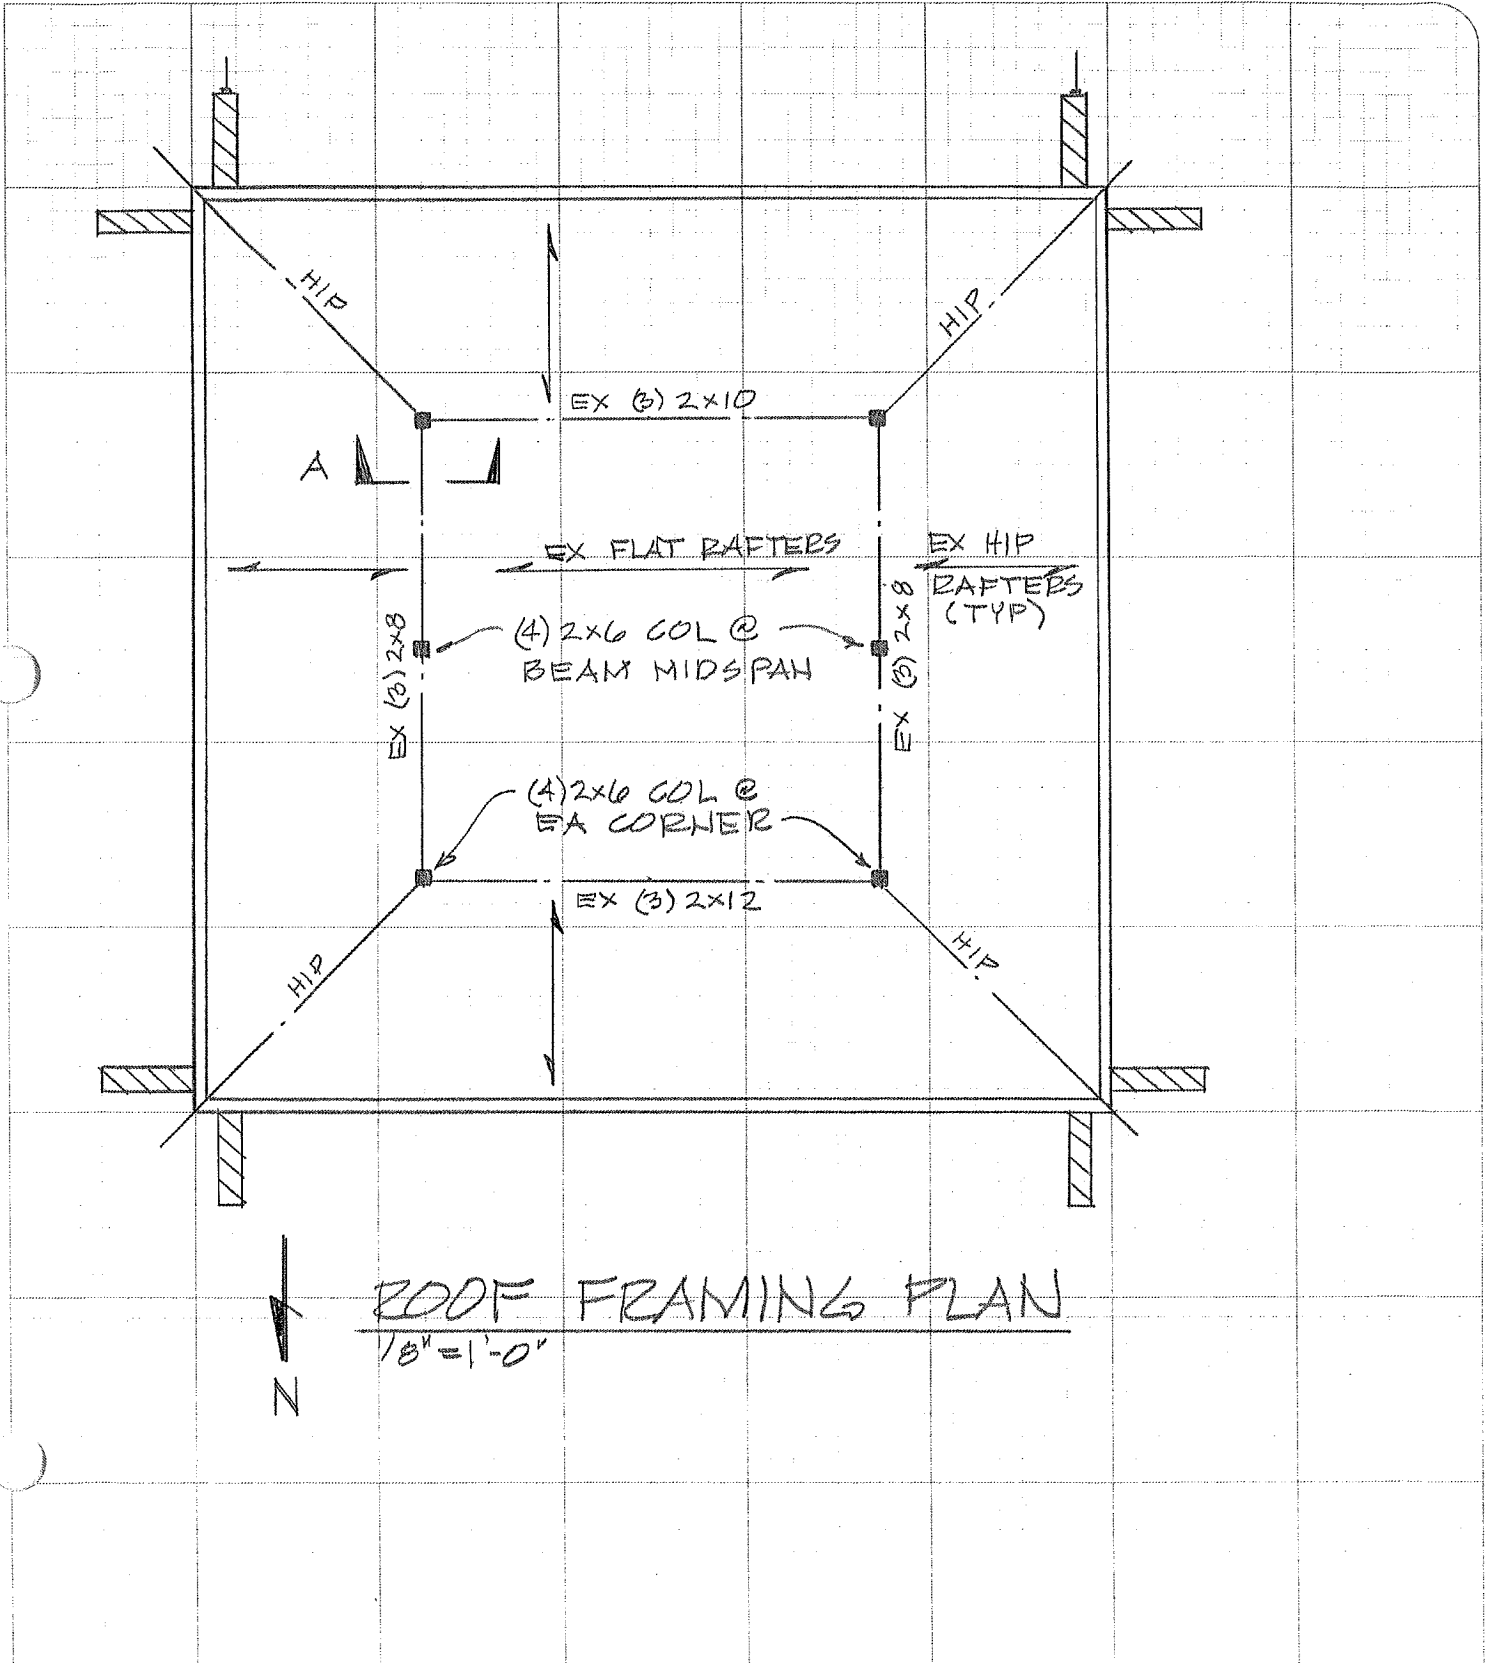 HIP
HIP
EX (3) 2x10
A
EX FLAT RAFTERS
EX HIP
RAFTERS
(TYP)
EX (3) 2x8
(4) 2x6 COL @
BEAM MIDSPAN
EX (3) 2x8
(4) 2x6 COL @
EA CORNER
EX (3) 2x12
HIP
HIP
ROOF FRAMING PLAN
1/8" = 1'-0"
N